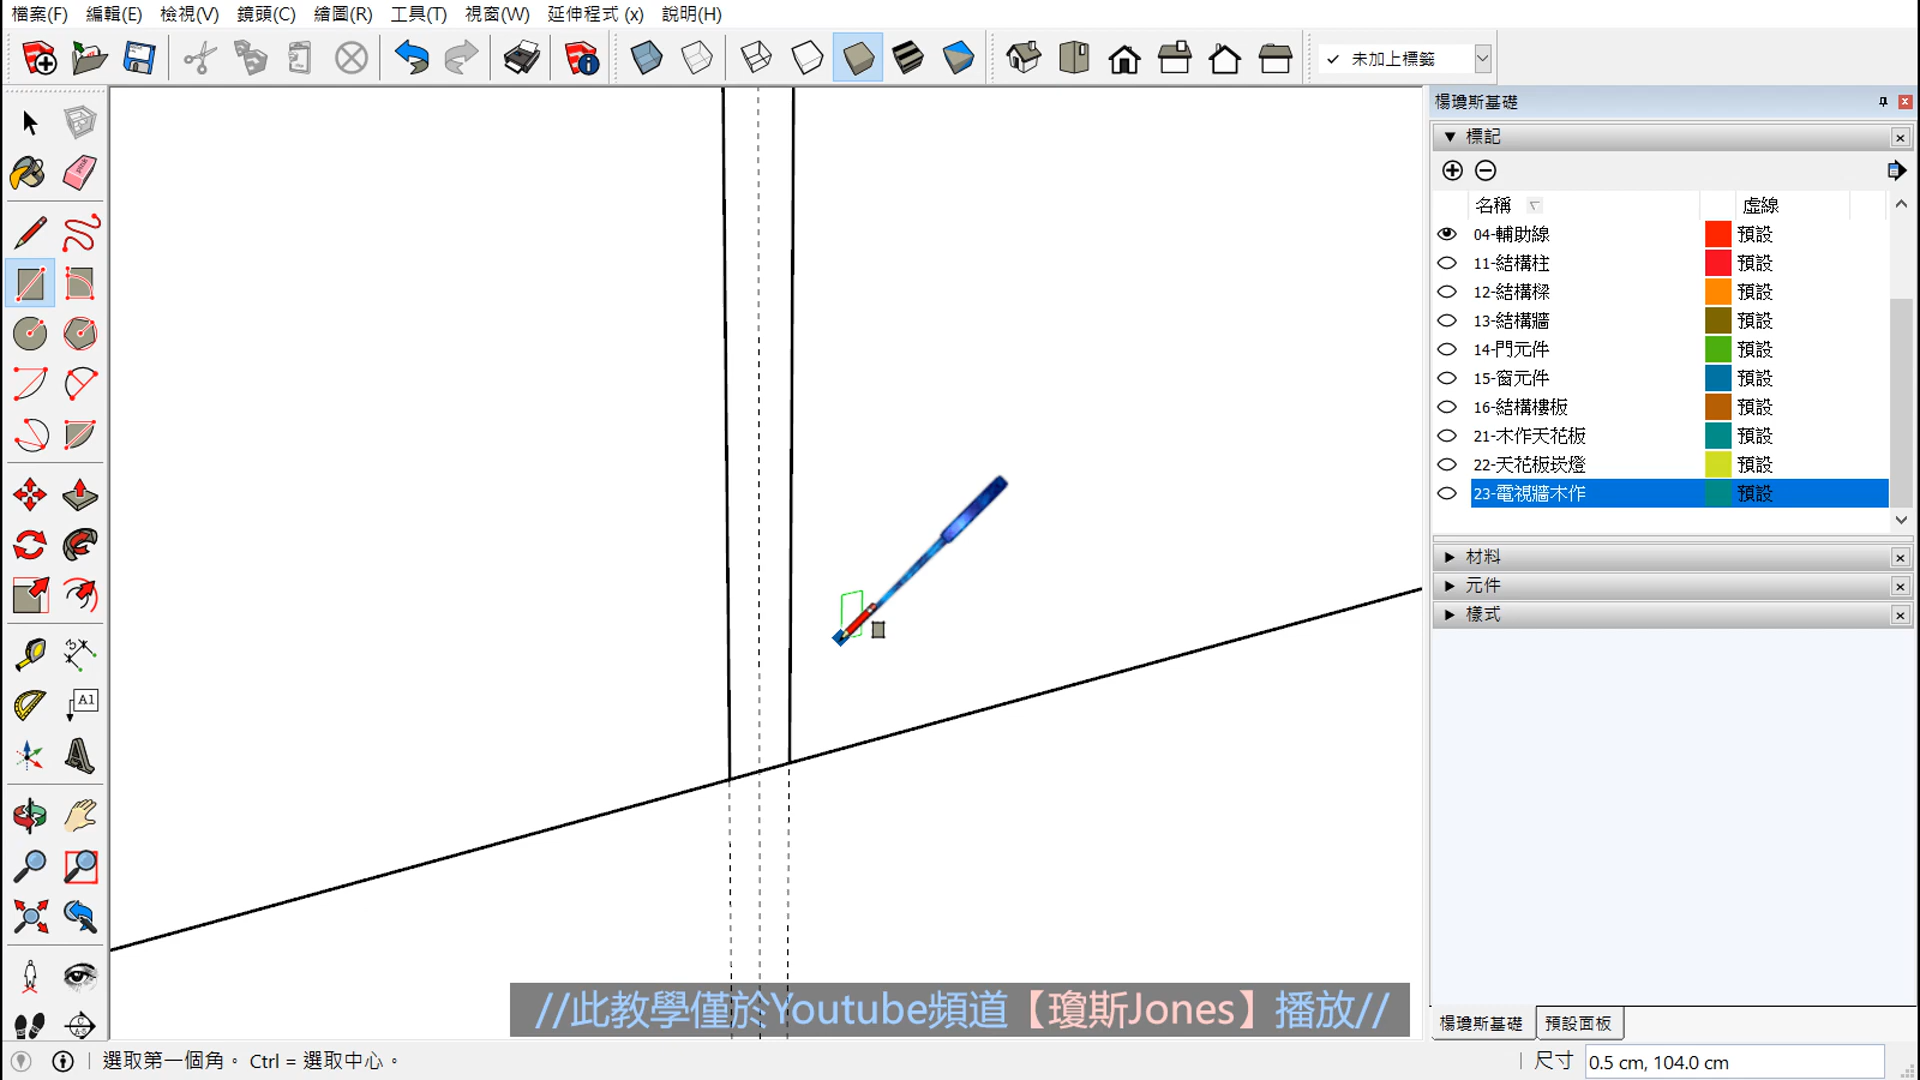 檔案(F) 編輯(E) 檢視(V) 鏡頭(C) 繪圖(R) 工具(T) 視窗(W) 延伸程式 (x) 說明(H)
未加上標籤
楊瓊斯基礎
標記
名稱 虛線
04-輔助線 預設
11-結構柱 預設
12-結構樑 預設
13-結構牆 預設
14-門元件 預設
15-窗元件 預設
16-結構樓板 預設
21-木作天花板 預設
22-天花板崁燈 預設
23-電視牆木作 預設
材料
元件
樣式
A1
//此教學僅於Youtube頻道【瓊斯Jones】播放//
楊瓊斯基礎 預設面板
選取第一個角。 Ctrl = 選取中心。
尺寸 0.5 cm, 104.0 cm